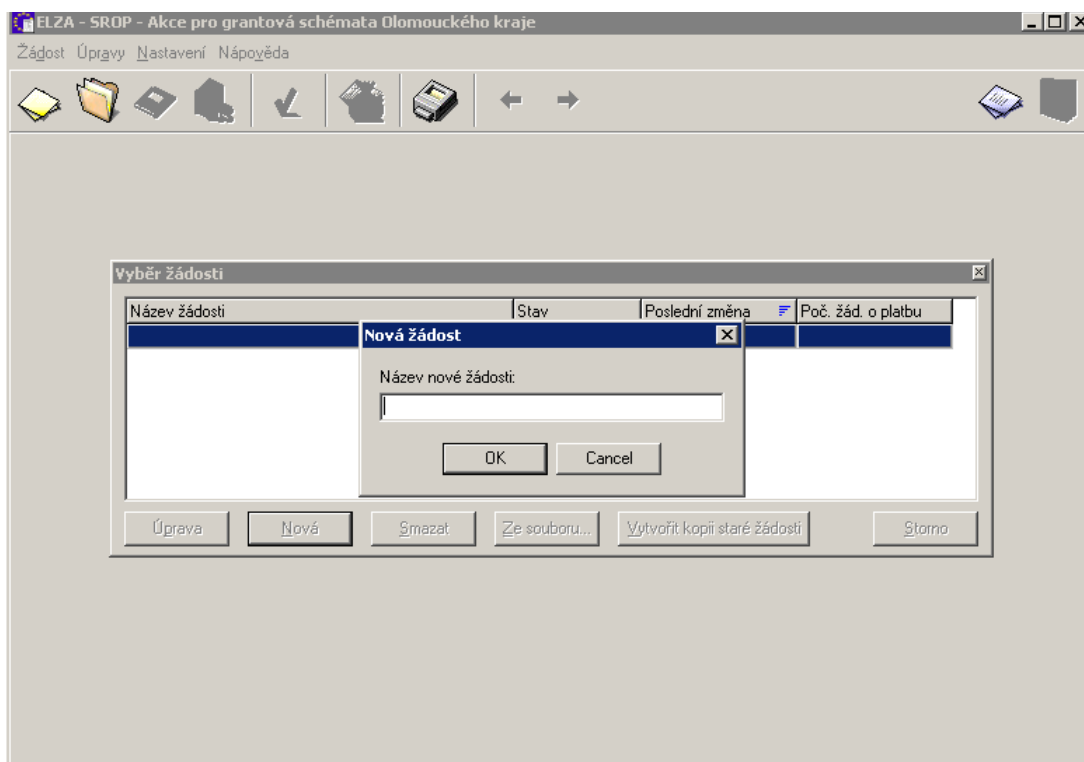 ELZA - SROP - Akce pro grantová schémata Olomouckého kraje
Žádost Úpravy Nastavení Nápověda
Vyběr žádosti
Název žádosti Stav Poslední změna Poč. žád. o platbu
Nová žádost
Název nové žádosti:
OK Cancel
Úprava Nová Smazat Ze souboru... Vytvořit kopii staré žádosti Storno